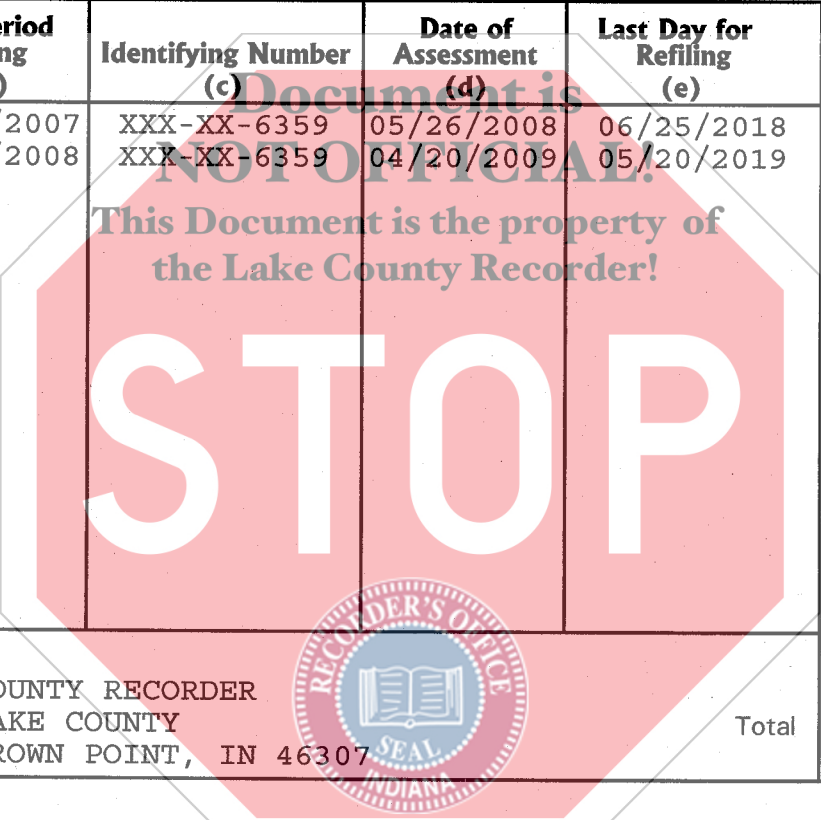 eriod
ng
)
Identifying Number
(c)
Date of
Assessment
(d)
Last Day for
Refiling
(e)
/2007 XXX-XX-6359 05/26/2008 06/25/2018
/2008 XXX-XX-6359 04/20/2009 05/20/2019
Document is
NOT OFFICIAL!
This Document is the property of
the Lake County Recorder!
STOP
OUNTY RECORDER
AKE COUNTY
ROWN POINT, IN 46307
Total
RECORDER'S OFFICE
SEAL
INDIANA